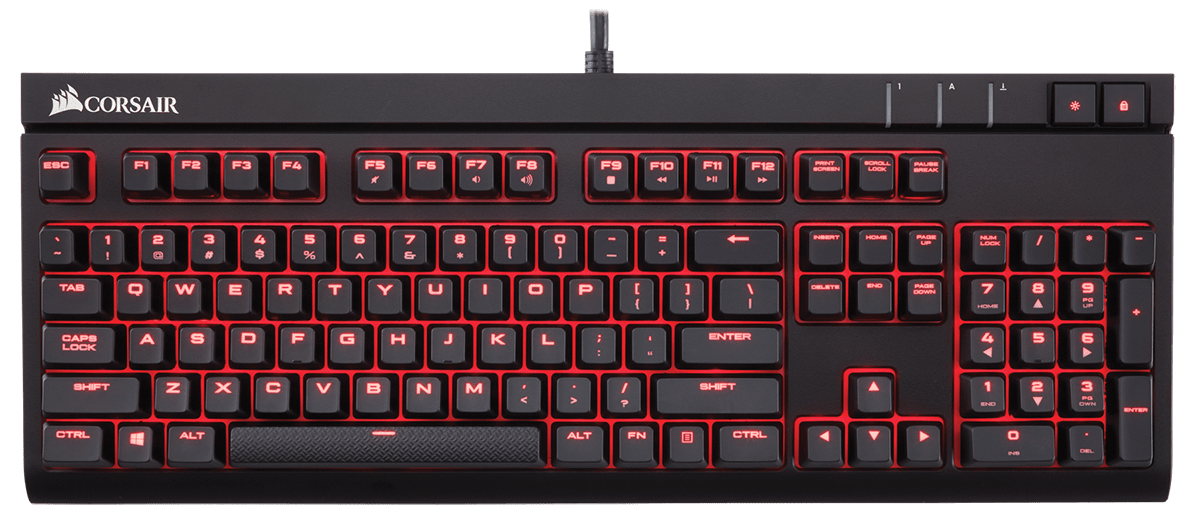 CORSAIR
1 A
ESC F1 F2 F3 F4 F5 F6 F7 F8 F9 F10 F11 F12 PRINT SCREEN SCROLL LOCK PAUSE BREAK
` ~ 1 ! 2 @ 3 # 4 $ 5 % 6 ^ 7 & 8 * 9 ( 0 ) - _ = + ← INSERT HOME PAGE UP NUM LOCK / * -
TAB Q W E R T Y U I O P [ { ] } \ | DELETE END PAGE DOWN 7 HOME 8 ▲ 9 PG UP +
CAPS LOCK A S D F G H J K L ; : ' " ENTER 4 ◀ 5 6 ▶
SHIFT Z X C V B N M , < . > / ? SHIFT ▲ 1 END 2 ▼ 3 PG DWN ENTER
CTRL ALT ALT FN CTRL ◀ ▼ ▶ 0 INS . DEL